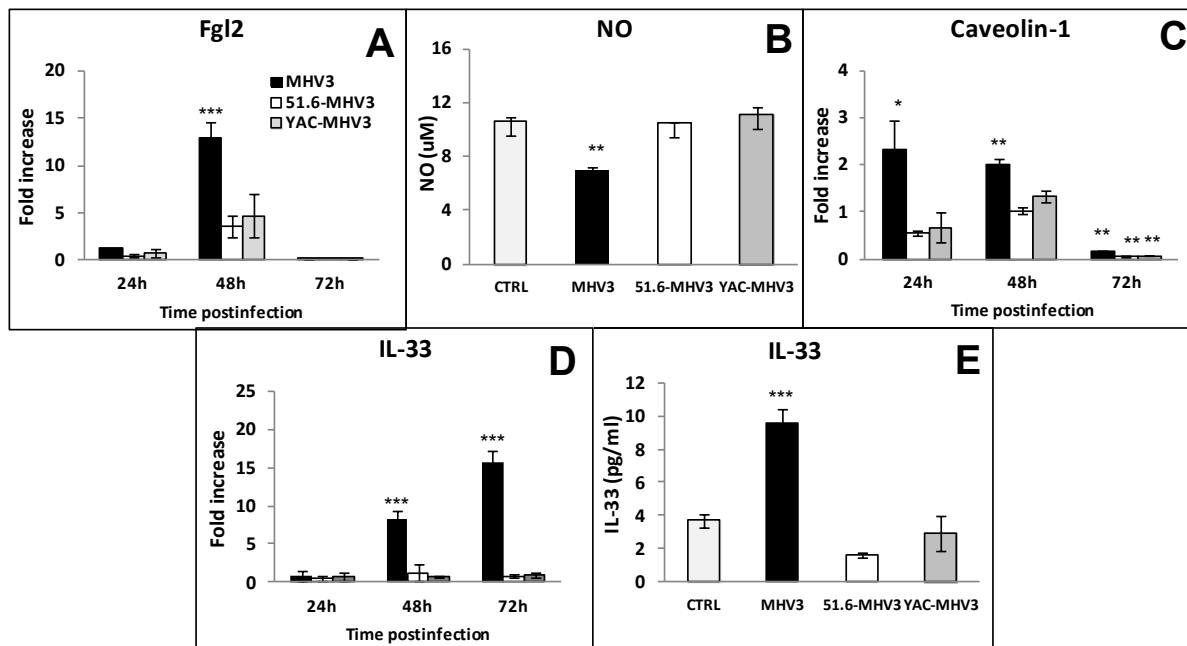 Fgl2
A
20
15
10
5
0
Fold increase
***
MHV3
51.6-MHV3
YAC-MHV3
24h
48h
72h
Time postinfection
NO
B
16
12
8
4
0
NO (uM)
**
CTRL
MHV3
51.6-MHV3
YAC-MHV3
Caveolin-1
C
4
3
2
1
0
Fold increase
*
**
** ** **
24h
48h
72h
Time postinfection
IL-33
D
25
20
15
10
5
0
Fold increase
***
***
24h
48h
72h
Time postinfection
IL-33
E
12
10
8
6
4
2
0
IL-33 (pg/ml)
***
CTRL
MHV3
51.6-MHV3
YAC-MHV3